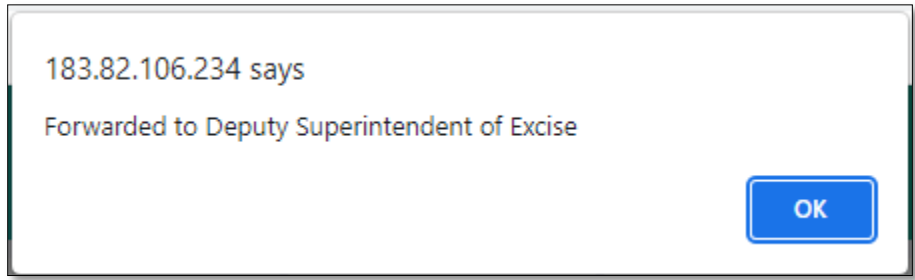 183.82.106.234 says
Forwarded to Deputy Superintendent of Excise
OK